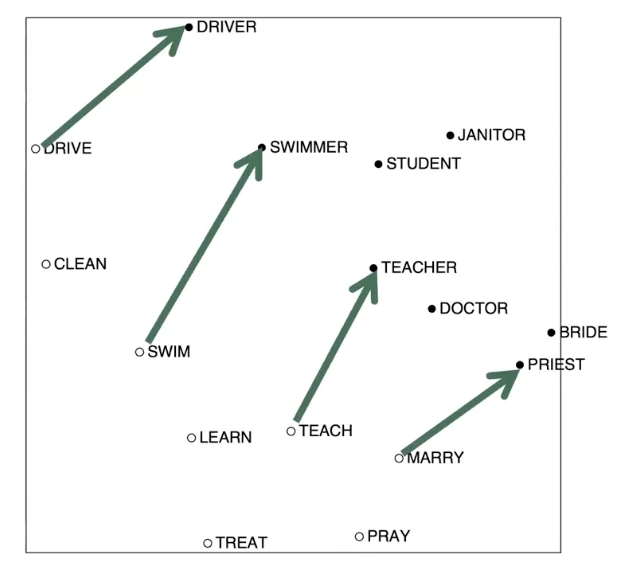 DRIVER
JANITOR
DRIVE
SWIMMER
STUDENT
CLEAN
TEACHER
DOCTOR
BRIDE
SWIM
PRIEST
LEARN
TEACH
MARRY
TREAT
PRAY